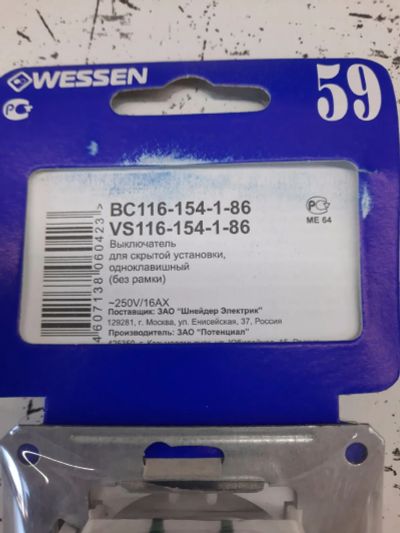 WESSEN
59
BC116-154-1-86
VS116-154-1-86
Выключатель
для скрытой установки,
одноклавишный
(без рамки)
ME 64
~250V/16AX
Поставщик: ЗАО "Шнейдер Электрик"
129281, г. Москва, ул. Енисейская, 37, Россия
Производитель: ЗАО "Потенциал"
4607138060423